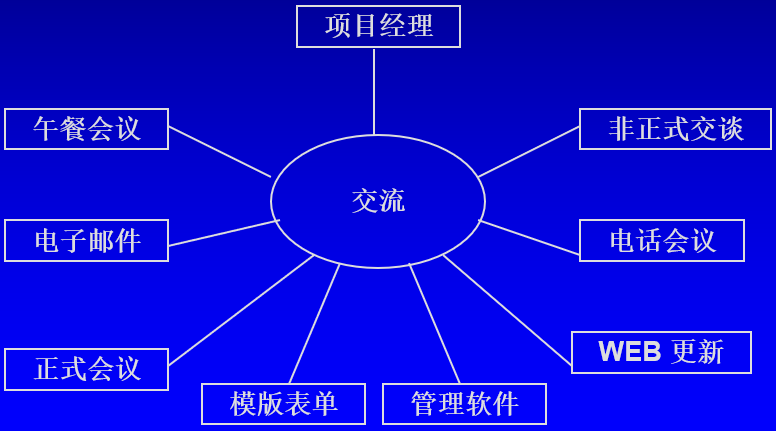 项目经理
午餐会议
非正式交谈
交流
电子邮件
电话会议
正式会议
WEB 更新
模版表单
管理软件